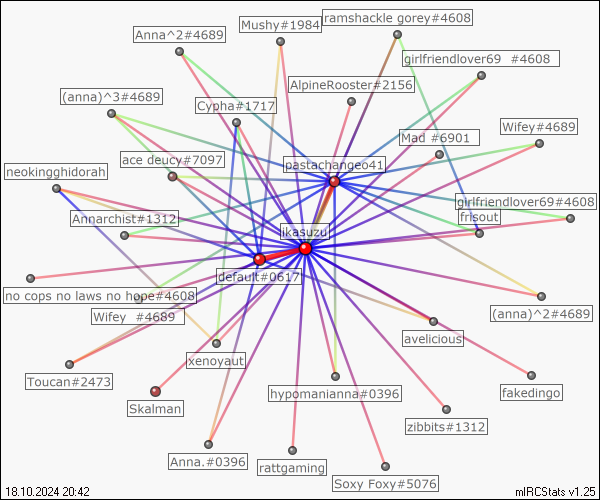 ramshackle gorey#4608
Mushy#1984
Anna^2#4689
girlfriendlover69 #4608
AlpineRooster#2156
(anna)^3#4689
Cypha#1717
Wifey#4689
Mad #6901
ace deucy#7097
pastachangeo41
neokingghidorah
girlfriendlover69#4608
Annarchist#1312
frisout
ikasuzu
default#0617
no cops no laws no hope#4608
Wifey #4689
(anna)^2#4689
avelicious
xenoyaut
Toucan#2473
hypomanianna#0396
fakedingo
Skalman
zibbits#1312
Anna.#0396
rattgaming
Soxy Foxy#5076
18.10.2024 20:42
mIRCStats v1.25